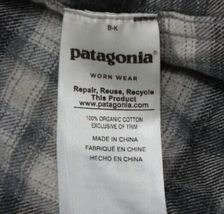 B-K
patagonia
WORN WEAR
Repair, Reuse, Recycle
This Product
www.patagonia.com
100% ORGANIC COTTON
EXCLUSIVE OF TRIM
MADE IN CHINA
FABRIQUÉ EN CHINE
HECHO EN CHINA